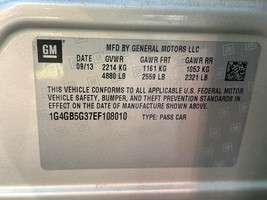 GM
MFD BY GENERAL MOTORS LLC
DATE GVWR GAWR FRT GAWR RR
09/13 2214 KG 1161 KG 1053 KG
4880 LB 2559 LB 2321 LB
THIS VEHICLE CONFORMS TO ALL APPLICABLE U.S. FEDERAL MOTOR
VEHICLE SAFETY, BUMPER, AND THEFT PREVENTION STANDARDS IN
EFFECT ON THE DATE OF MANUFACTURE SHOWN ABOVE.
1G4GB5G37EF108010 TYPE: PASS CAR